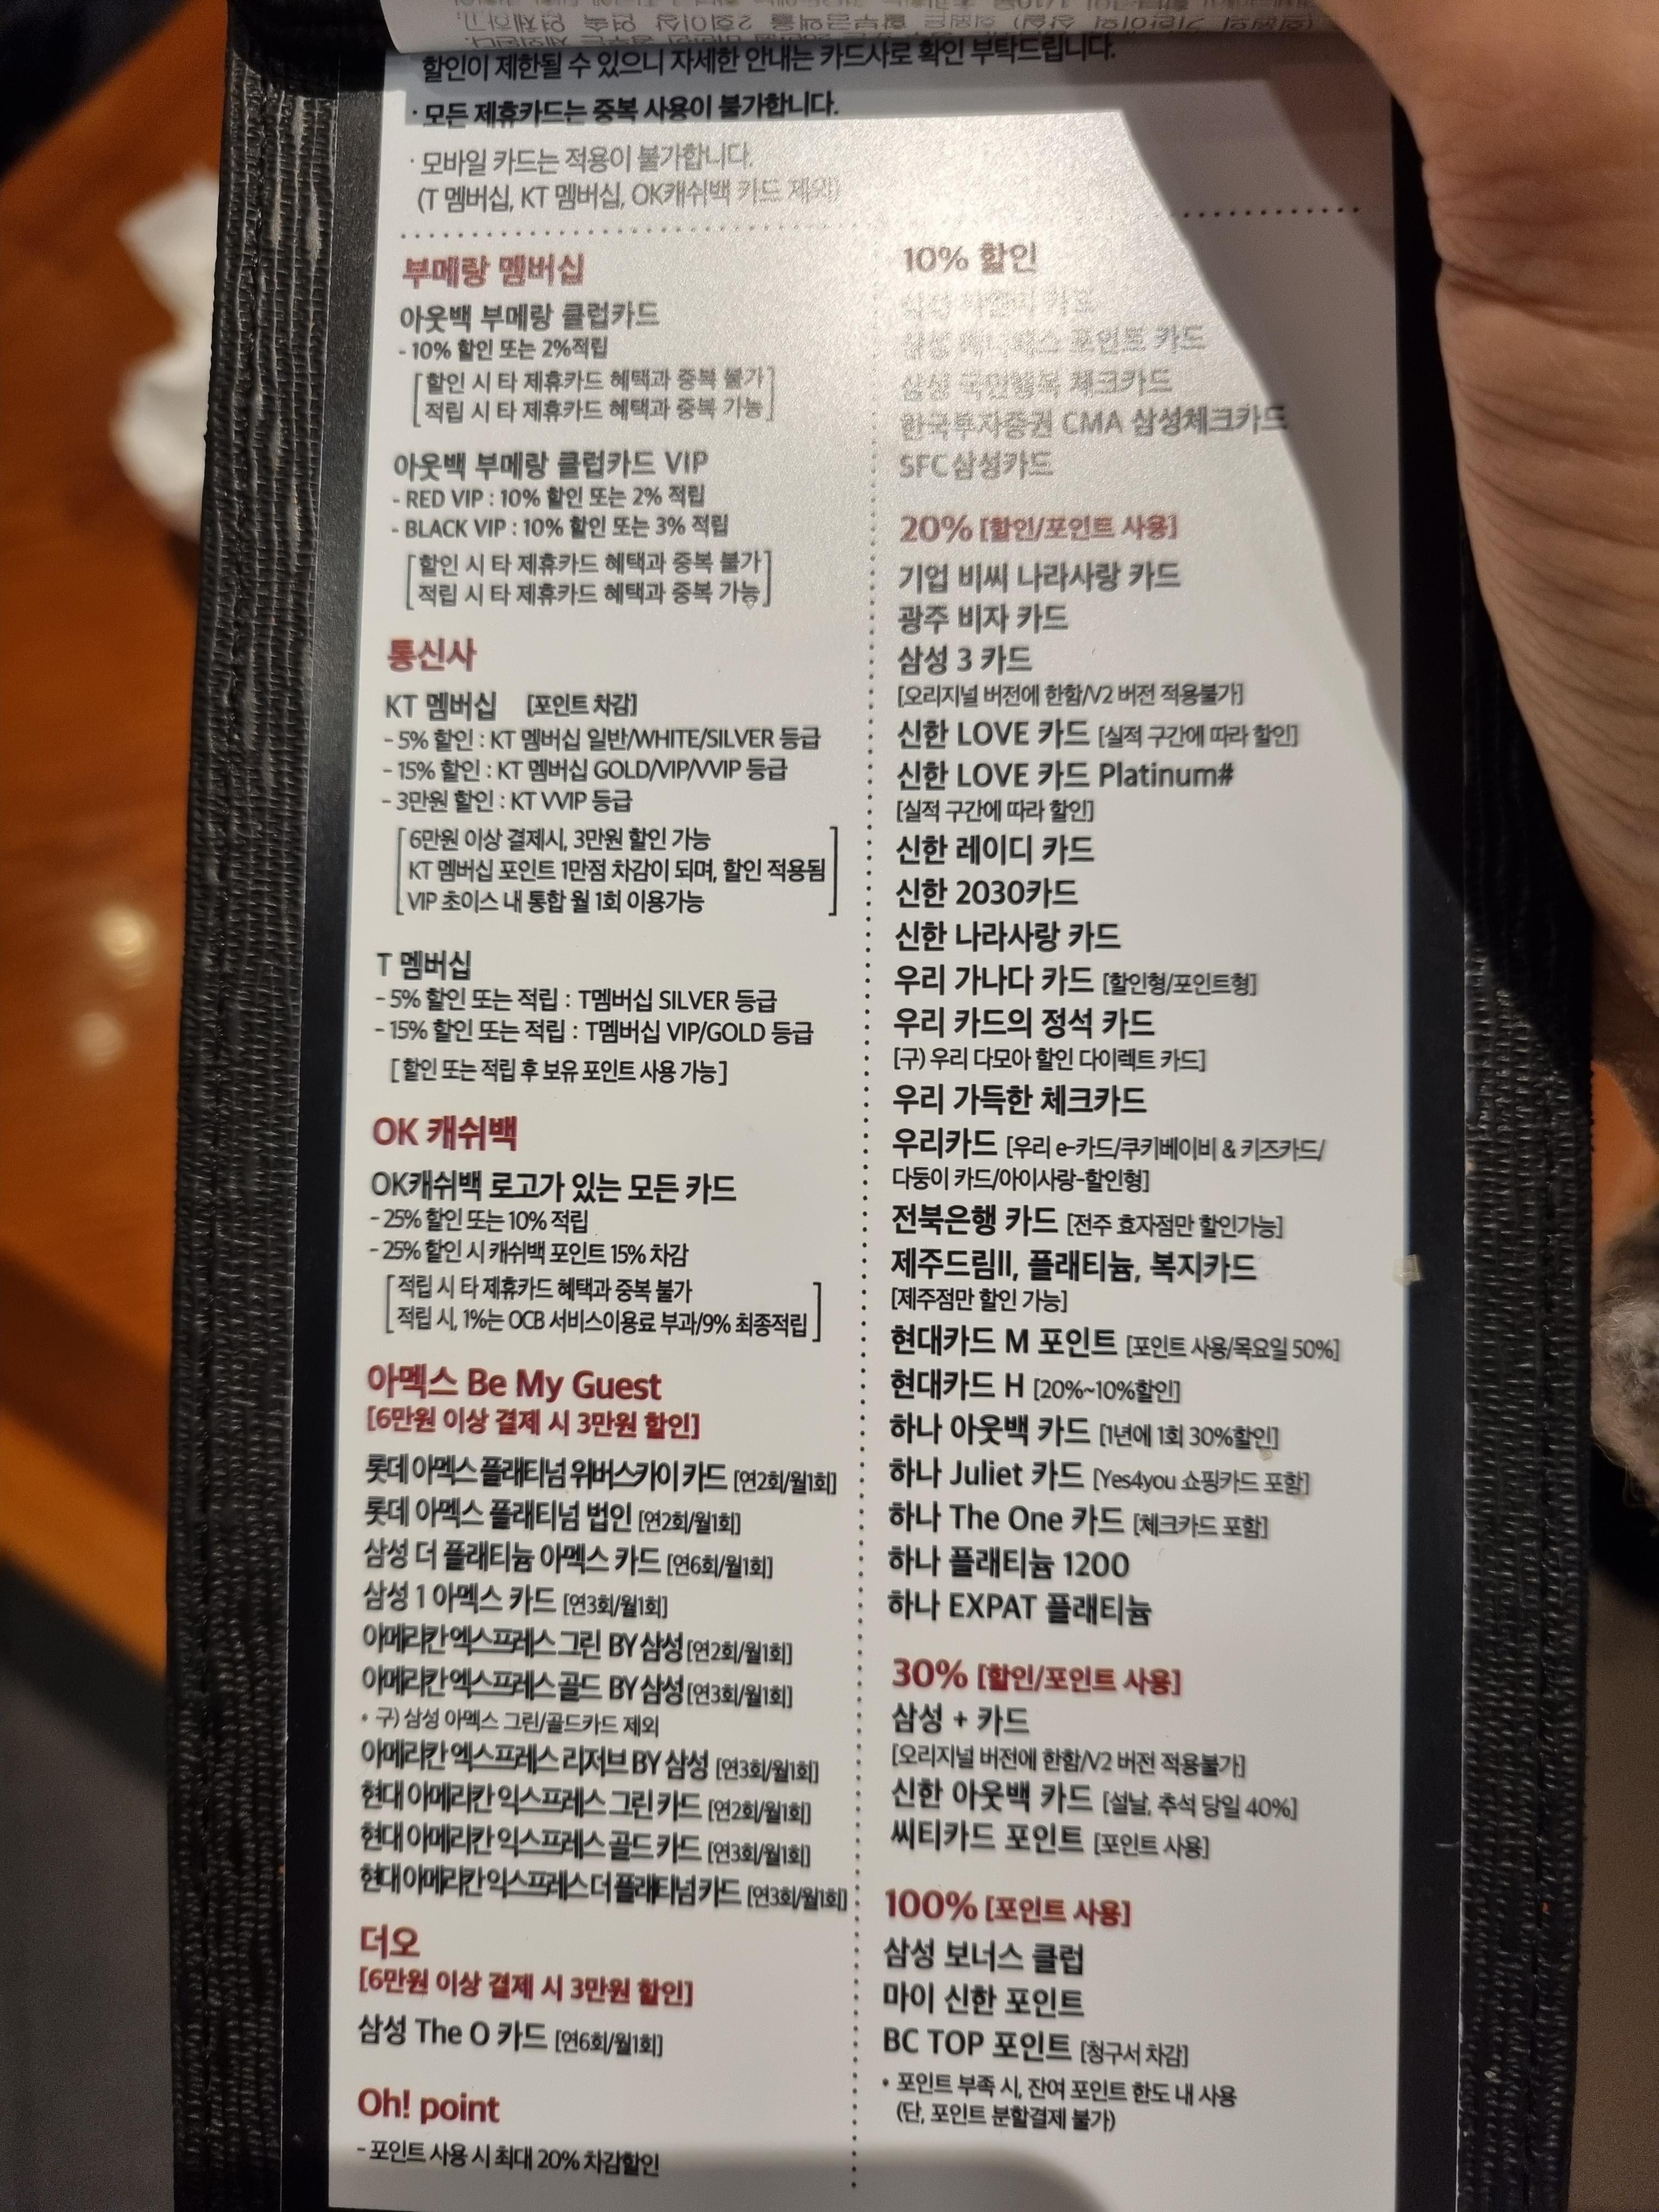 할인이 제한될 수 있으니 자세한 안내는 카드사로 확인 부탁드립니다.
· 모든 제휴카드는 중복 사용이 불가합니다.
· 모바일 카드는 적용이 불가합니다.
(T 멤버십, KT 멤버십, OK캐쉬백 카드 제외)
부메랑 멤버십
아웃백 부메랑 클럽카드
- 10% 할인 또는 2%적립
[할인 시 타 제휴카드 혜택과 중복 불가
적립 시 타 제휴카드 혜택과 중복 가능]
아웃백 부메랑 클럽카드 VIP
- RED VIP : 10% 할인 또는 2% 적립
- BLACK VIP : 10% 할인 또는 3% 적립
[할인 시 타 제휴카드 혜택과 중복 불가
적립 시 타 제휴카드 혜택과 중복 가능]
통신사
KT 멤버십 [포인트 차감]
- 5% 할인 : KT 멤버십 일반/WHITE/SILVER 등급
- 15% 할인 : KT 멤버십 GOLD/VIP/VVIP 등급
- 3만원 할인 : KT VVIP 등급
[6만원 이상 결제시, 3만원 할인 가능
KT 멤버십 포인트 1만점 차감이 되며, 할인 적용됨
VIP 초이스 내 통합 월 1회 이용가능]
T 멤버십
- 5% 할인 또는 적립 : T멤버십 SILVER 등급
- 15% 할인 또는 적립 : T멤버십 VIP/GOLD 등급
[할인 또는 적립 후 보유 포인트 사용 가능]
OK 캐쉬백
OK캐쉬백 로고가 있는 모든 카드
- 25% 할인 또는 10% 적립
- 25% 할인 시 캐쉬백 포인트 15% 차감
[적립 시 타 제휴카드 혜택과 중복 불가
적립 시, 1%는 OCB 서비스이용료 부과/9% 최종적립]
아멕스 Be My Guest
[6만원 이상 결제 시 3만원 할인]
롯데 아멕스 플래티넘 위버스카이 카드 [연2회/월1회]
롯데 아멕스 플래티넘 법인 [연2회/월1회]
삼성 더 플래티늄 아멕스 카드 [연6회/월1회]
삼성 1 아멕스 카드 [연3회/월1회]
아메리칸 엑스프레스 그린 BY 삼성 [연2회/월1회]
아메리칸 엑스프레스 골드 BY 삼성 [연3회/월1회]
• 구) 삼성 아멕스 그린/골드카드 제외
아메리칸 엑스프레스 리저브 BY 삼성 [연3회/월1회]
현대 아메리칸 익스프레스 그린 카드 [연2회/월1회]
현대 아메리칸 익스프레스 골드 카드 [연3회/월1회]
현대 아메리칸 익스프레스 더 플래티넘 카드 [연3회/월1회]
더오
[6만원 이상 결제 시 3만원 할인]
삼성 The O 카드 [연6회/월1회]
Oh! point
- 포인트 사용 시 최대 20% 차감할인
10% 할인
포인트 카드
삼성 국민행복 체크카드
한국투자증권 CMA 삼성체크카드
SFC삼성카드
20% [할인/포인트 사용]
기업 비씨 나라사랑 카드
광주 비자 카드
삼성 3 카드
[오리지널 버전에 한함/V2 버전 적용불가]
신한 LOVE 카드 [실적 구간에 따라 할인]
신한 LOVE 카드 Platinum#
[실적 구간에 따라 할인]
신한 레이디 카드
신한 2030카드
신한 나라사랑 카드
우리 가나다 카드 [할인형/포인트형]
우리 카드의 정석 카드
[구) 우리 다모아 할인 다이렉트 카드]
우리 가득한 체크카드
우리카드 [우리 e-카드/쿠키베이비 & 키즈카드/
다둥이 카드/아이사랑-할인형]
전북은행 카드 [전주 효자점만 할인가능]
제주드림II, 플래티늄, 복지카드
[제주점만 할인 가능]
현대카드 M 포인트 [포인트 사용/목요일 50%]
현대카드 H [20%~10%할인]
하나 아웃백 카드 [1년에 1회 30%할인]
하나 Juliet 카드 [Yes4you 쇼핑카드 포함]
하나 The One 카드 [체크카드 포함]
하나 플래티늄 1200
하나 EXPAT 플래티늄
30% [할인/포인트 사용]
삼성 + 카드
[오리지널 버전에 한함/V2 버전 적용불가]
신한 아웃백 카드 [설날, 추석 당일 40%]
씨티카드 포인트 [포인트 사용]
100% [포인트 사용]
삼성 보너스 클럽
마이 신한 포인트
BC TOP 포인트 [청구서 차감]
• 포인트 부족 시, 잔여 포인트 한도 내 사용
(단, 포인트 분할결제 불가)